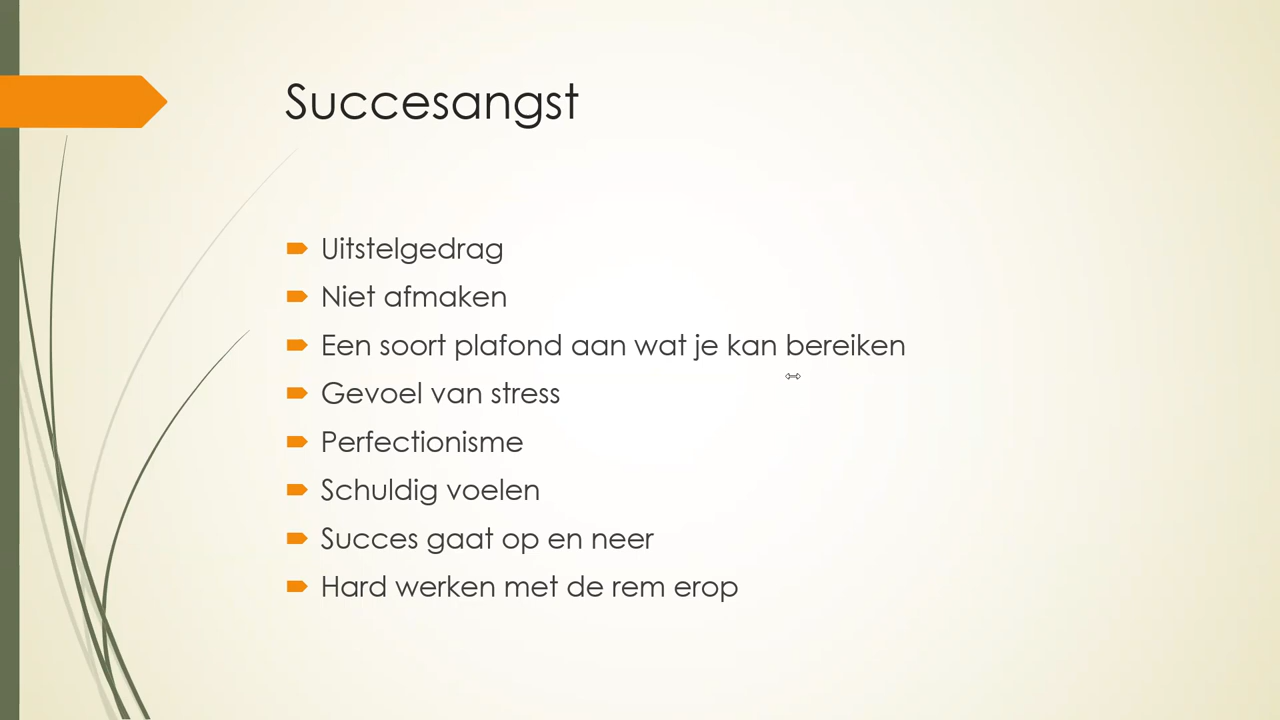 Succesangst
Uitstelgedrag
Niet afmaken
Een soort plafond aan wat je kan bereiken
Gevoel van stress
Perfectionisme
Schuldig voelen
Succes gaat op en neer
Hard werken met de rem erop